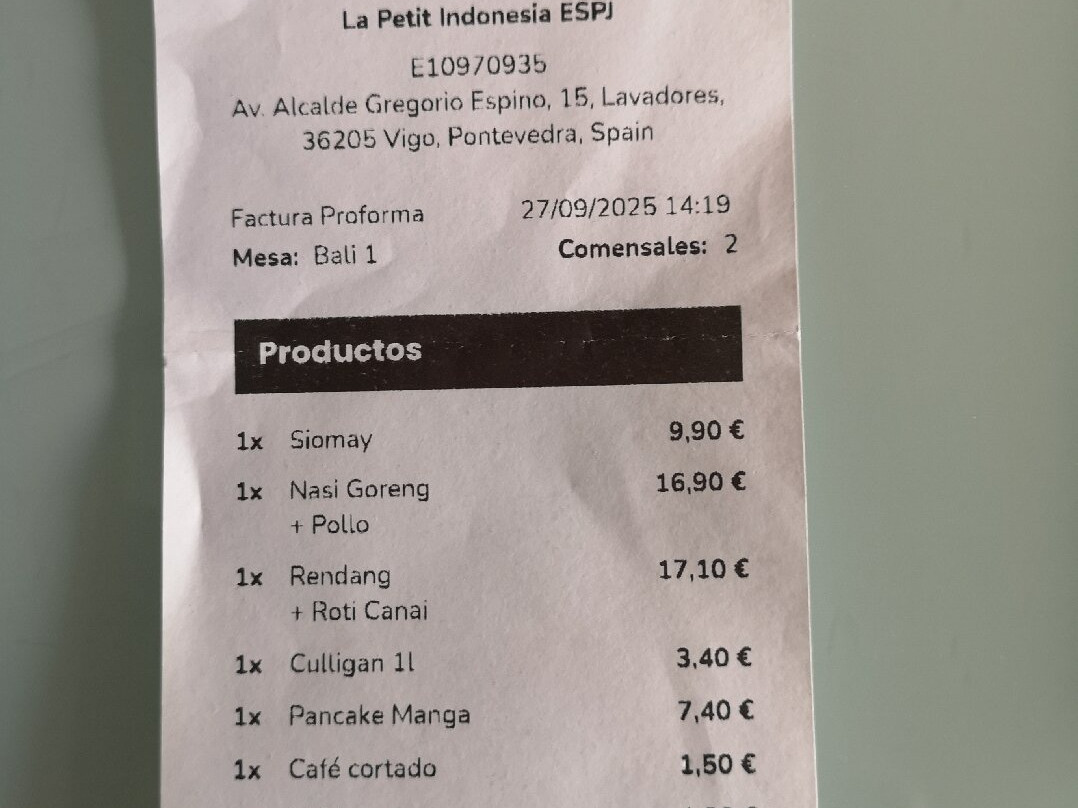 La Petit Indonesia ESPJ
E10970935
Av. Alcalde Gregorio Espino, 15, Lavadores,
36205 Vigo, Pontevedra, Spain
Factura Proforma 27/09/2025 14:19
Mesa: Bali 1 Comensales: 2
Productos
1x Siomay 9,90 €
1x Nasi Goreng 16,90 €
+ Pollo
1x Rendang 17,10 €
+ Roti Canai
1x Culligan 1l 3,40 €
1x Pancake Manga 7,40 €
1x Café cortado 1,50 €